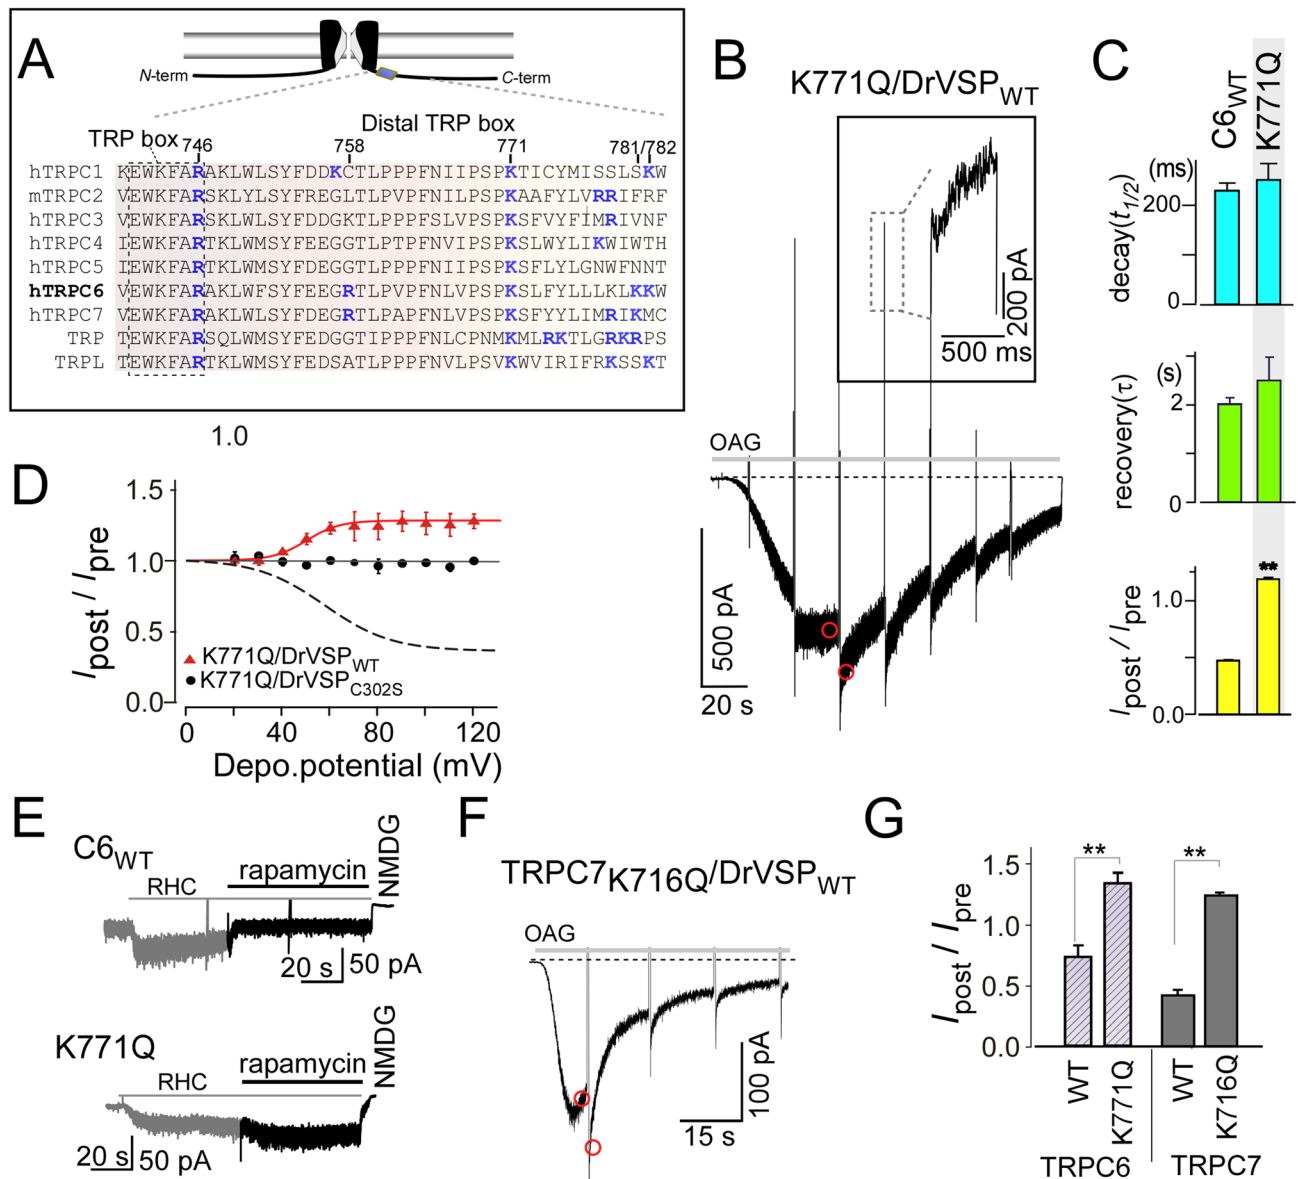 A
N-term
C-term
TRP box
Distal TRP box
746 758 771 781/782
hTRPC1 KEWKFARAKLWLSYFDDKCTLPPPFNIIPSPKTICYMISSLSKW
mTRPC2 VEWKFARSKLYLSYFREGLTLPVPFNILPSPKAAFYLVRRIFRF
hTRPC3 VEWKFARSKLWLSYFDDGKTLPPPFSLVPSPKSFVYFIMRIVNF
hTRPC4 IEWKFARTKLWMSYFEEGGTLPTPFNVIPSPKSLWYLIKWIWTH
hTRPC5 IEWKFARTKLWMSYFDEGGTLPPPFNIIPSPKSFLYLGNWFNNT
hTRPC6 VEWKFARAKLWFSYFEEGRTLPVPFNLVPSPKSLFYLLLKLKKW
hTRPC7 VEWKFARAKLWLSYFDEGRTLPAPFNLVPSPKSFYYLIMRIKMC
TRP TEWKFARSQLWMSYFEDGGTLPPPFNLCPNMKMLRKTLGRKRPS
TRPL TEWKFARTKLWMSYFEDSATLPPPFNVLPSVKWVIRIFRKSSKT
1.0
B
K771Q/DrVSPWT
200 pA
500 ms
OAG
500 pA
20 s
C
C6WT
K771Q
(ms)
200
0
decay(t1/2)
(s)
2
0
recovery(τ)
**
1.0
0.0
Ipost / Ipre
D
1.5
1.0
0.5
0.0
Ipost / Ipre
K771Q/DrVSPWT
K771Q/DrVSPC302S
0 40 80 120
Depo.potential (mV)
E
C6WT
RHC
rapamycin
NMDG
20 s
50 pA
K771Q
RHC
rapamycin
NMDG
20 s
50 pA
F
TRPC7K716Q/DrVSPWT
OAG
100 pA
15 s
G
** **
1.5
1.0
0.5
0.0
Ipost / Ipre
WT
K771Q
WT
K716Q
TRPC6
TRPC7